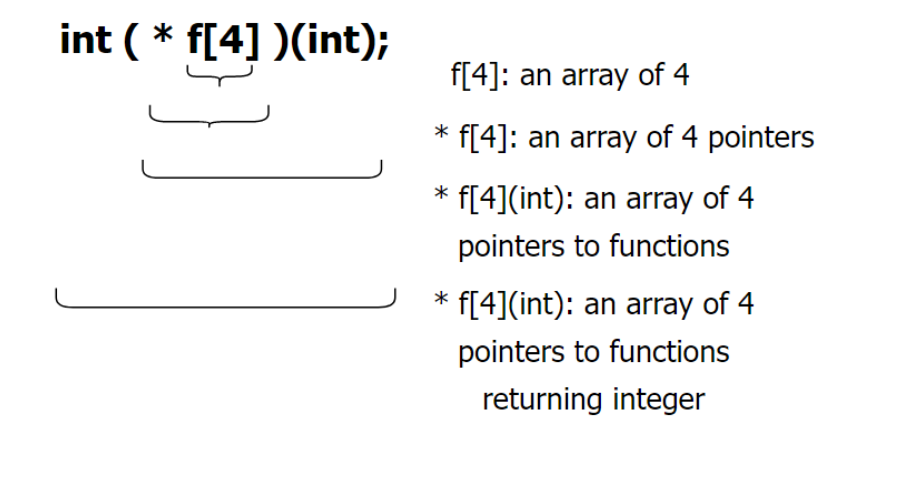 int ( * f[4] )(int);
f[4]: an array of 4
* f[4]: an array of 4 pointers
* f[4](int): an array of 4
pointers to functions
* f[4](int): an array of 4
pointers to functions
returning integer